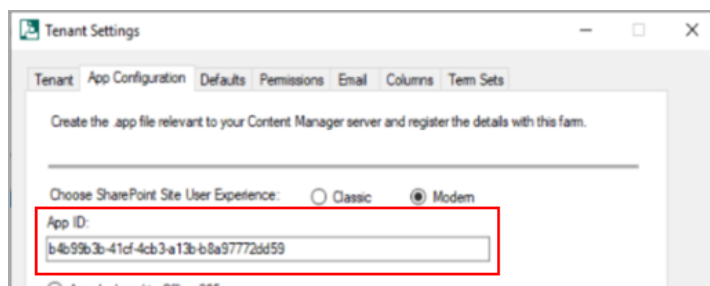 Tenant Settings
Tenant App Configuration Defaults Permissions Email Columns Term Sets
Create the .app file relevant to your Content Manager server and register the details with this farm.
Choose SharePoint Site User Experience: Classic Modern
App ID:
b4b99b3b-41cf-4cb3-a13b-b8a97772dd59